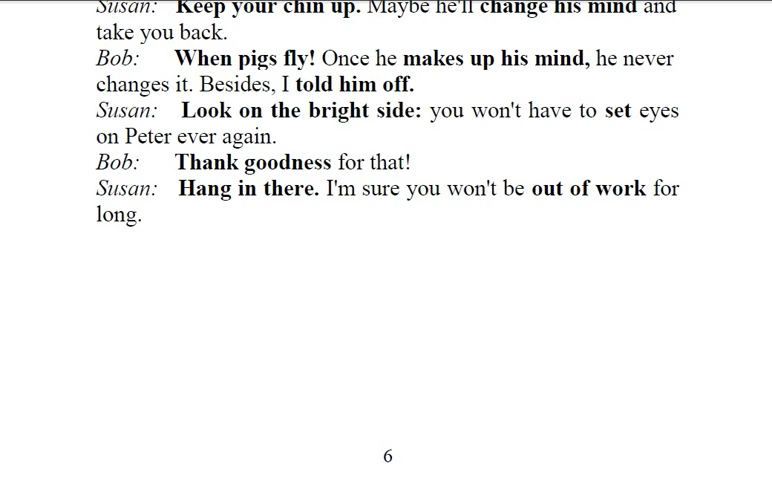 Susan: Keep your chin up. Maybe he'll change his mind and
take you back.
Bob: When pigs fly! Once he makes up his mind, he never
changes it. Besides, I told him off.
Susan: Look on the bright side: you won't have to set eyes
on Peter ever again.
Bob: Thank goodness for that!
Susan: Hang in there. I'm sure you won't be out of work for
long.
6